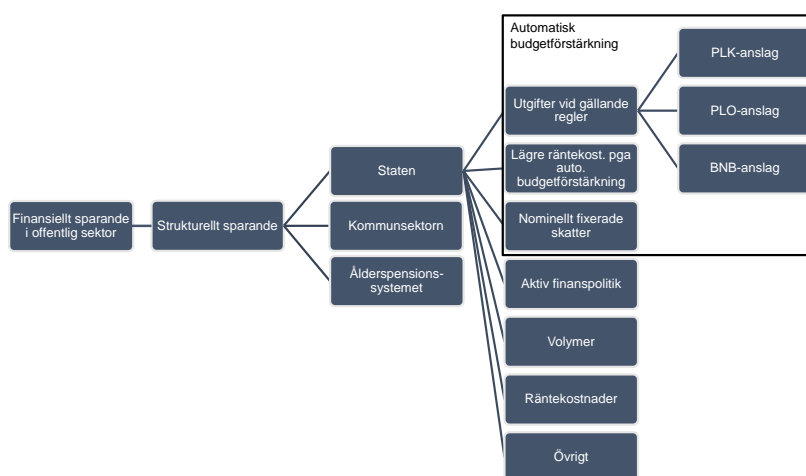 Automatisk
budgetförstärkning
PLK-anslag
Utgifter vid gällande
regler
PLO-anslag
Staten
Lägre räntekost. pga
auto.
budgetförstärkning
BNB-anslag
Finansiellt sparande
i offentlig sektor
Strukturellt sparande
Kommunsektorn
Nominellt fixerade
skatter
Ålderspensions-
systemet
Aktiv finanspolitik
Volymer
Räntekostnader
Övrigt